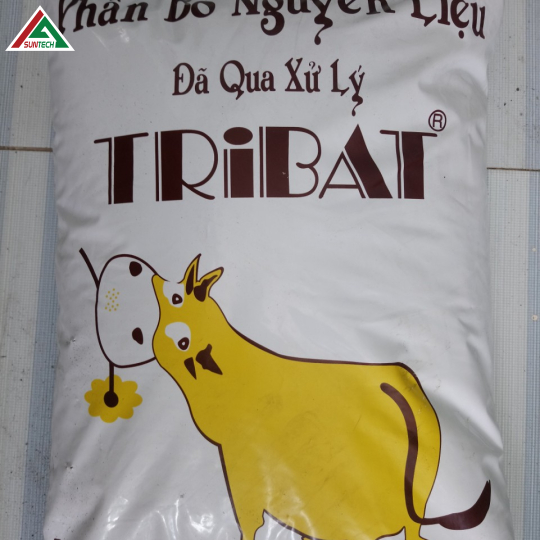 SUNTECH
Phân Bò Nguyên Liệu
Đã Qua Xử Lý
TRiBAT®